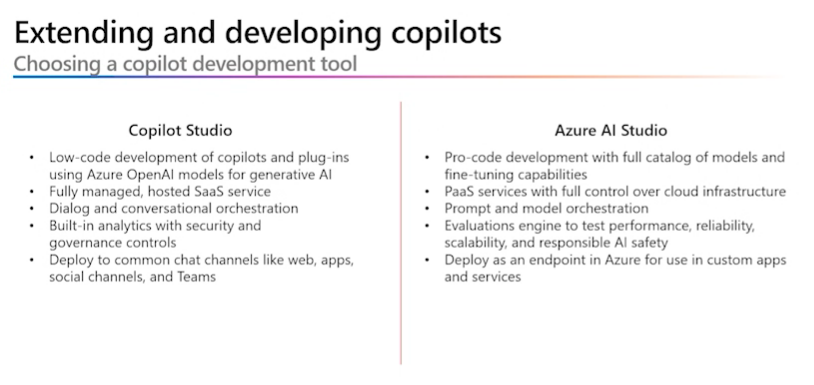 Extending and developing copilots
Choosing a copilot development tool
Copilot Studio
• Low-code development of copilots and plug-ins
using Azure OpenAI models for generative AI
• Fully managed, hosted SaaS service
• Dialog and conversational orchestration
• Built-in analytics with security and
governance controls
• Deploy to common chat channels like web, apps,
social channels, and Teams
Azure AI Studio
• Pro-code development with full catalog of models and
fine-tuning capabilities
• PaaS services with full control over cloud infrastructure
• Prompt and model orchestration
• Evaluations engine to test performance, reliability,
scalability, and responsible AI safety
• Deploy as an endpoint in Azure for use in custom apps
and services